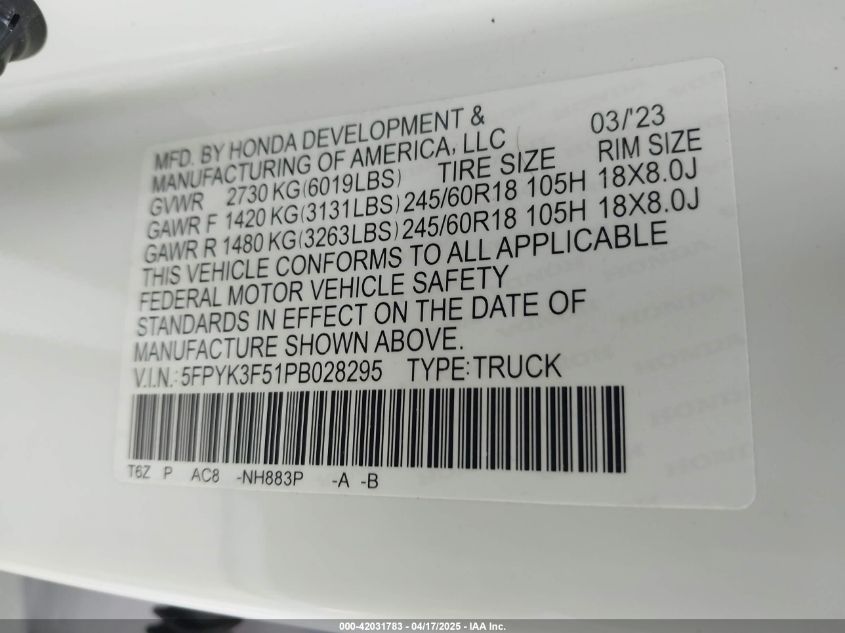 MFD. BY HONDA DEVELOPMENT &
MANUFACTURING OF AMERICA, LLC 03/'23
GVWR 2730 KG(6019LBS) TIRE SIZE RIM SIZE
GAWR F 1420 KG(3131LBS) 245/60R18 105H 18X8.0J
GAWR R 1480 KG(3263LBS) 245/60R18 105H 18X8.0J
THIS VEHICLE CONFORMS TO ALL APPLICABLE
FEDERAL MOTOR VEHICLE SAFETY
STANDARDS IN EFFECT ON THE DATE OF
MANUFACTURE SHOWN ABOVE.
V.I.N.: 5FPYK3F51PB028295 TYPE:TRUCK
T6Z P AC8 -NH883P -A -B
000-42031783 - 04/17/2025 - IAA Inc.